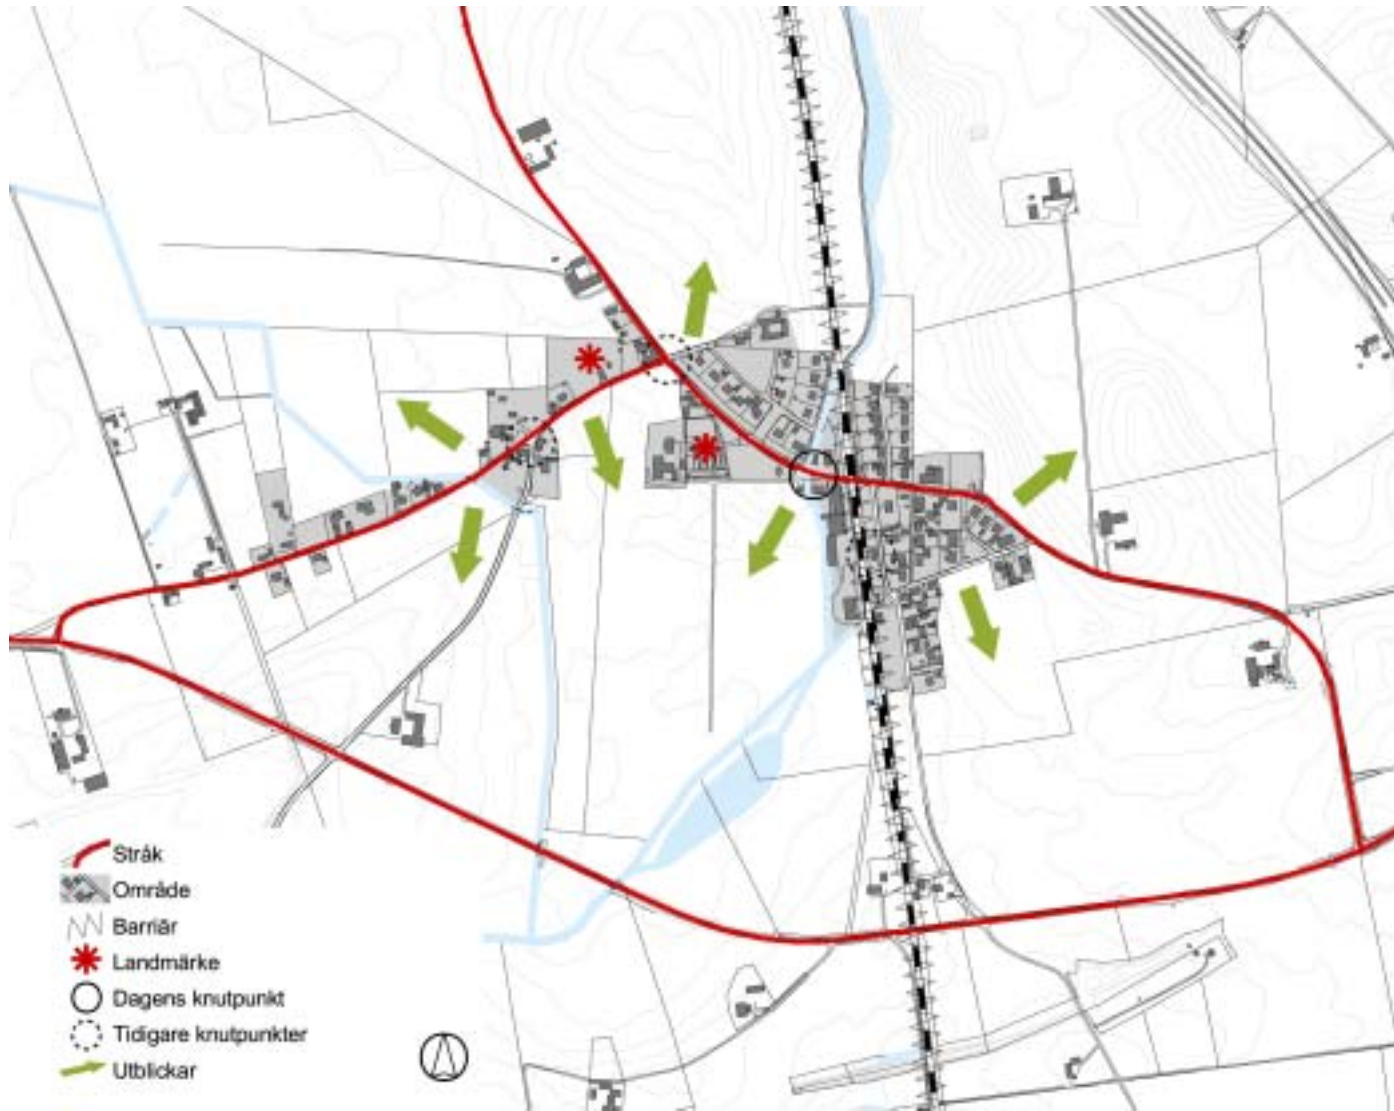 Stråk
Område
Barriär
Landmärke
Dagens knutpunkt
Tidigare knutpunkter
Utblickar